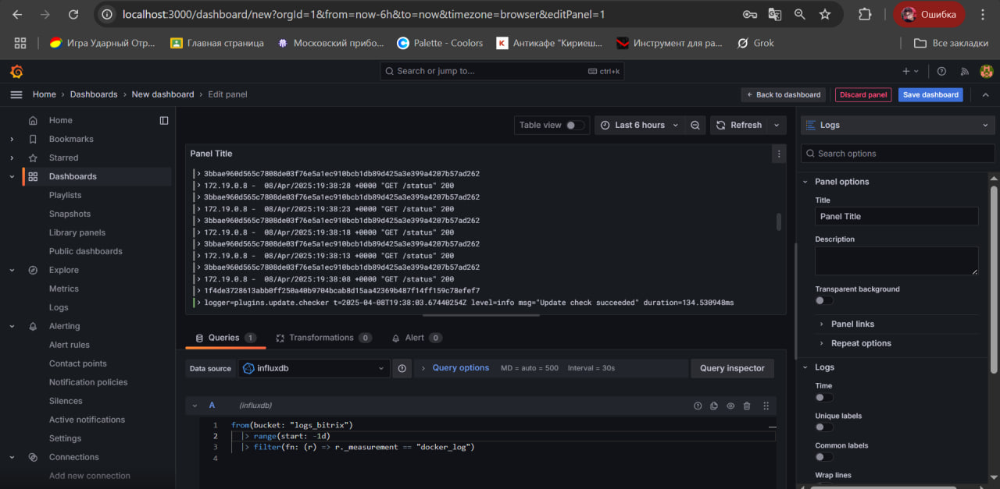 localhost:3000/dashboard/new?orgId=1&from=now-6h&to=now&timezone=browser&editPanel=1
Ошибка
Игра Ударный Отр...
Главная страница
Московский прибо...
Palette - Coolors
Антикафе "Кириеш...
Инструмент для ра...
Grok
Все закладки
Search or jump to...
ctrl+k
Home › Dashboards › New dashboard › Edit panel
Back to dashboard
Discard panel
Save dashboard
Home
Bookmarks
Starred
Dashboards
Playlists
Snapshots
Library panels
Public dashboards
Explore
Metrics
Logs
Alerting
Alert rules
Contact points
Notification policies
Silences
Active notifications
Settings
Connections
Add new connection
Table view
Last 6 hours
Refresh
Panel Title
3bbae960d565c7808de03f76e5a1ec910bcb1db89d425a3e399a4207b57ad262
172.19.0.8 -  08/Apr/2025:19:38:28 +0000 "GET /status" 200
3bbae960d565c7808de03f76e5a1ec910bcb1db89d425a3e399a4207b57ad262
172.19.0.8 -  08/Apr/2025:19:38:23 +0000 "GET /status" 200
3bbae960d565c7808de03f76e5a1ec910bcb1db89d425a3e399a4207b57ad262
172.19.0.8 -  08/Apr/2025:19:38:18 +0000 "GET /status" 200
3bbae960d565c7808de03f76e5a1ec910bcb1db89d425a3e399a4207b57ad262
172.19.0.8 -  08/Apr/2025:19:38:13 +0000 "GET /status" 200
3bbae960d565c7808de03f76e5a1ec910bcb1db89d425a3e399a4207b57ad262
172.19.0.8 -  08/Apr/2025:19:38:08 +0000 "GET /status" 200
1f4de3728613abb0ff250a40b9704bcab8d15aa42369b487f14ff159c78efef7
logger=plugins.update.checker t=2025-04-08T19:38:03.67440254Z level=info msg="Update check succeeded" duration=134.530948ms
Queries 1
Transformations 0
Alert 0
Data source
influxdb
Query options
MD = auto = 500
Interval = 30s
Query inspector
A
(influxdb)
1 from(bucket: "logs_bitrix")
2 |> range(start: -1d)
3 |> filter(fn: (r) => r._measurement == "docker_log")
4
Logs
Search options
Panel options
Title
Panel Title
Description
Transparent background
Panel links
Repeat options
Logs
Time
Unique labels
Common labels
Wrap lines